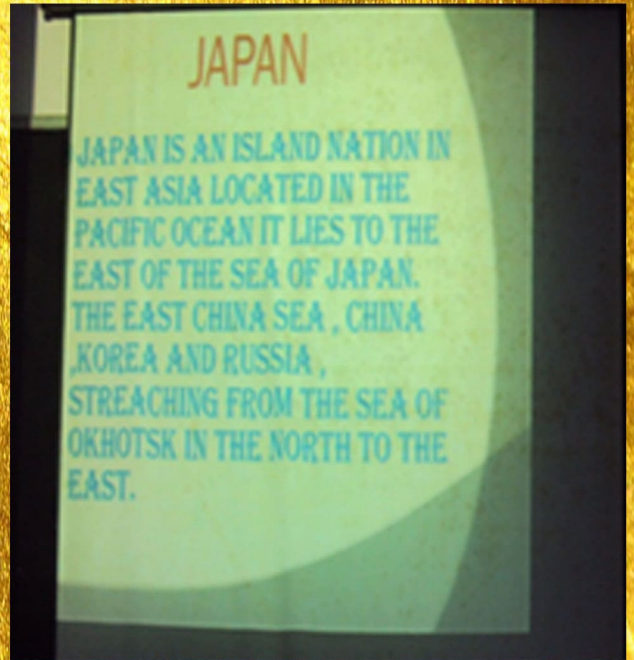 JAPAN
JAPAN IS AN ISLAND NATION IN
EAST ASIA LOCATED IN THE
PACIFIC OCEAN IT LIES TO THE
EAST OF THE SEA OF JAPAN.
THE EAST CHINA SEA , CHINA
,KOREA AND RUSSIA ,
STREACHING FROM THE SEA OF
OKHOTSK IN THE NORTH TO THE
EAST.